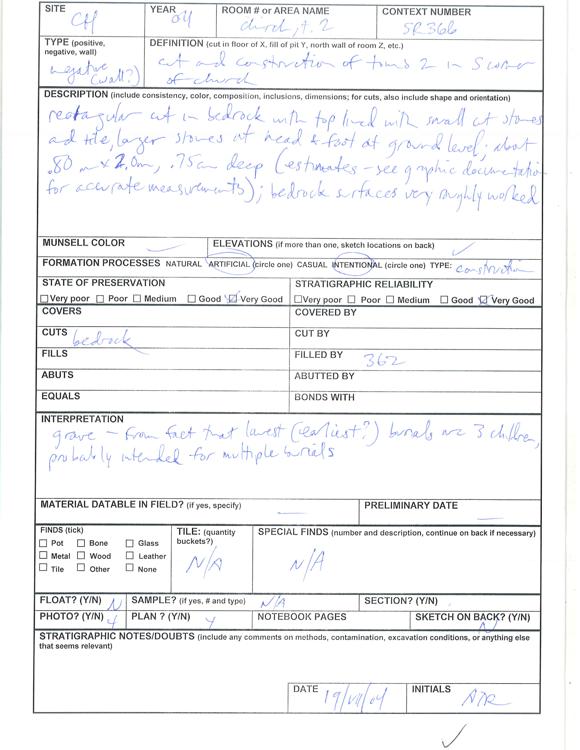 SITE YEAR ROOM # or AREA NAME CONTEXT NUMBER
CH 04 church, t. 2 SR366
TYPE (positive, negative, wall) DEFINITION (cut in floor of X, fill of pit Y, north wall of room Z, etc.)
negative (wall?) cut and construction of tomb 2 in S corner
of church
DESCRIPTION (include consistency, color, composition, inclusions, dimensions; for cuts, also include shape and orientation)
rectangular cut in bedrock with top lined with small cut stones
and tile, larger stones at head & foot at ground level; about
.80 m x 2.0m, .75cm deep (estimates - see graphic documentation
for accurate measurements); bedrock surfaces very roughly worked
MUNSELL COLOR — ELEVATIONS (if more than one, sketch locations on back) ✓
FORMATION PROCESSES NATURAL ARTIFICIAL (circle one) CASUAL INTENTIONAL (circle one) TYPE: construction
STATE OF PRESERVATION STRATIGRAPHIC RELIABILITY
☐Very poor ☐Poor ☐Medium ☐Good ☑Very Good ☐Very poor ☐Poor ☐Medium ☐Good ☑Very Good
COVERS COVERED BY
CUTS bedrock CUT BY
FILLS FILLED BY 362
ABUTS ABUTTED BY
EQUALS BONDS WITH
INTERPRETATION
grave - from fact that lowest (earliest?) burials are 3 children,
probably intended for multiple burials
MATERIAL DATABLE IN FIELD? (if yes, specify) — PRELIMINARY DATE —
FINDS (tick) TILE: (quantity buckets?) SPECIAL FINDS (number and description, continue on back if necessary)
☐ Pot ☐ Bone ☐ Glass
☐ Metal ☐ Wood ☐ Leather N/A N/A
☐ Tile ☐ Other ☐ None
FLOAT? (Y/N) N SAMPLE? (if yes, # and type) N/A SECTION? (Y/N)
PHOTO? (Y/N) Y PLAN ? (Y/N) Y NOTEBOOK PAGES SKETCH ON BACK? (Y/N) N
STRATIGRAPHIC NOTES/DOUBTS (include any comments on methods, contamination, excavation conditions, or anything else
that seems relevant)
DATE 19/VII/04 INITIALS
✓